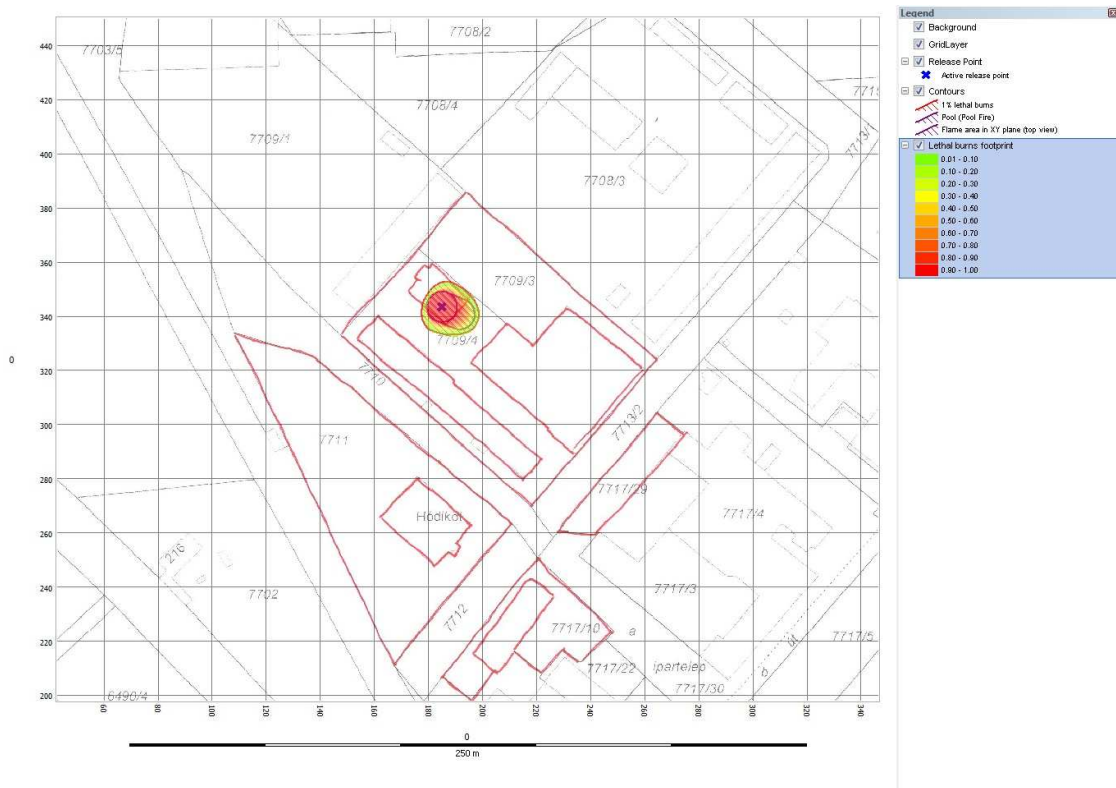 Legend
Background
GridLayer
Release Point
Active release point
Contours
1% lethal burns
Pool (Pool Fire)
Flame area in XY plane (top view)
Lethal burns footprint
0.01 - 0.10
0.10 - 0.20
0.20 - 0.30
0.30 - 0.40
0.40 - 0.50
0.50 - 0.60
0.60 - 0.70
0.70 - 0.80
0.80 - 0.90
0.90 - 1.00
7703/5
7708/2
7708/4
7709/1
7713/1
7708/3
7709/3
7709/4
7710
7711
7713/2
7717/29
Hódiköt
7717/4
216
7702
7717/3
7712
7717/10
a
út
7717/5
7717/22
ipartelep
b
7717/30
6490/4
440
420
400
380
360
340
320
300
280
260
240
220
200
0
60 80 100 120 140 160 180 200 220 240 260 280 300 320 340
0
250 m